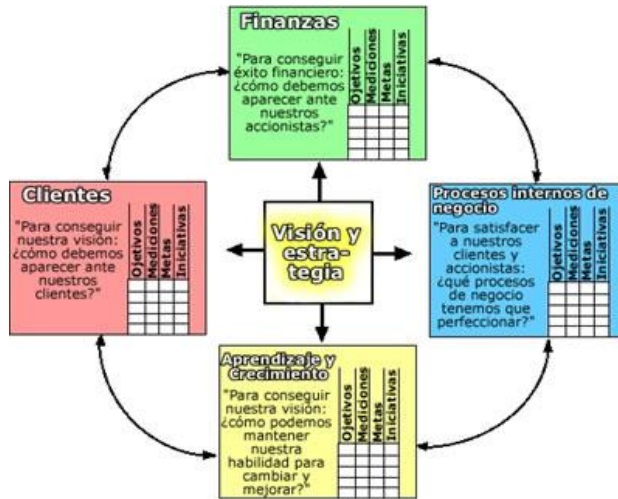 Finanzas
"Para conseguir
éxito financiero:
¿cómo debemos
aparecer ante
nuestros
accionistas?"
Ojetivos
Mediciones
Metas
Iniciativas
Clientes
"Para conseguir
nuestra visión:
¿cómo debemos
aparecer ante
nuestros
clientes?"
Ojetivos
Mediciones
Metas
Iniciativas
Visión y
estra-
tegia
Procesos internos de
negocio
"Para satisfacer
a nuestros
clientes y
accionistas:
¿qué procesos
de negocio
tenemos que
perfeccionar?"
Ojetivos
Mediciones
Metas
Iniciativas
Aprendizaje y
Crecimiento
"Para conseguir
nuestra visión:
¿cómo podemos
mantener
nuestra
habilidad para
cambiar y
mejorar?"
Ojetivos
Mediciones
Metas
Iniciativas